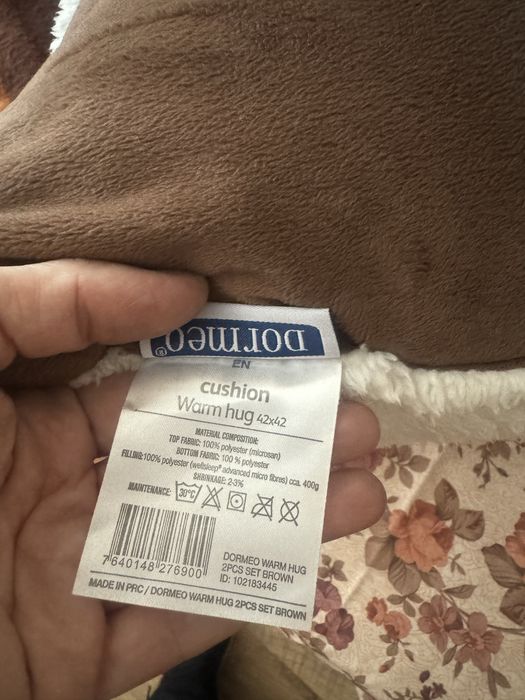 DORMEO®
EN
cushion
Warm hug 42x42
MATERIAL COMPOSITION:
TOP FABRIC: 100% polyester (microsan)
BOTTOM FABRIC: 100 % polyester
FILLING:100% polyester (wellsleep® advanced micro fibres) cca. 400g
SHRINKAGE: 2-3%
MAINTENANCE: 30°C
7 640148 276900
DORMEO WARM HUG
2PCS SET BROWN
ID: 102183445
MADE IN PRC / DORMEO WARM HUG 2PCS SET BROWN